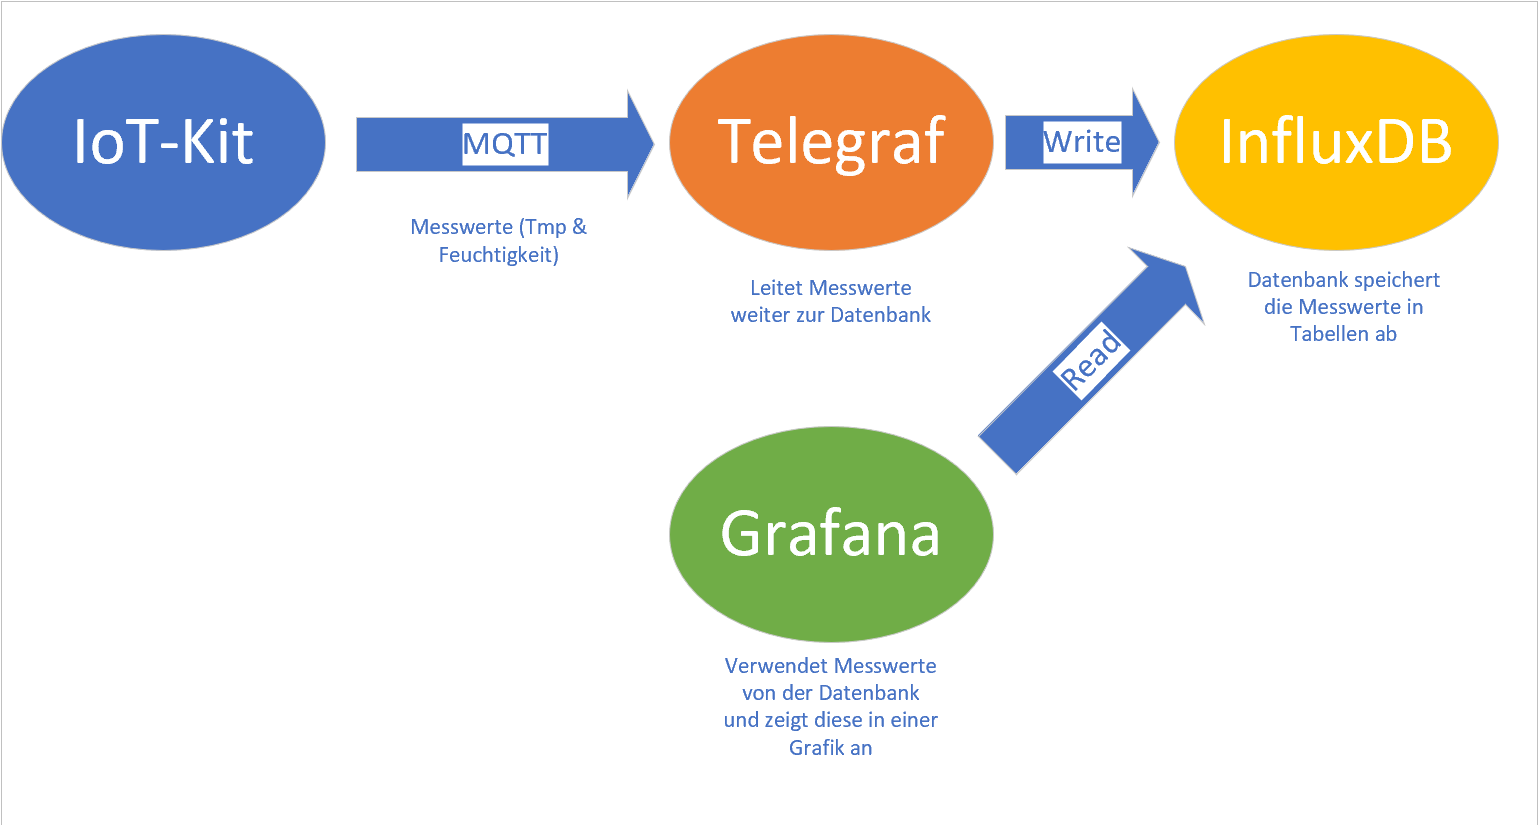 IoT-Kit
MQTT
Messwerte (Tmp &
Feuchtigkeit)
Telegraf
Leitet Messwerte
weiter zur Datenbank
Write
InfluxDB
Datenbank speichert
die Messwerte in
Tabellen ab
Read
Grafana
Verwendet Messwerte
von der Datenbank
und zeigt diese in einer
Grafik an